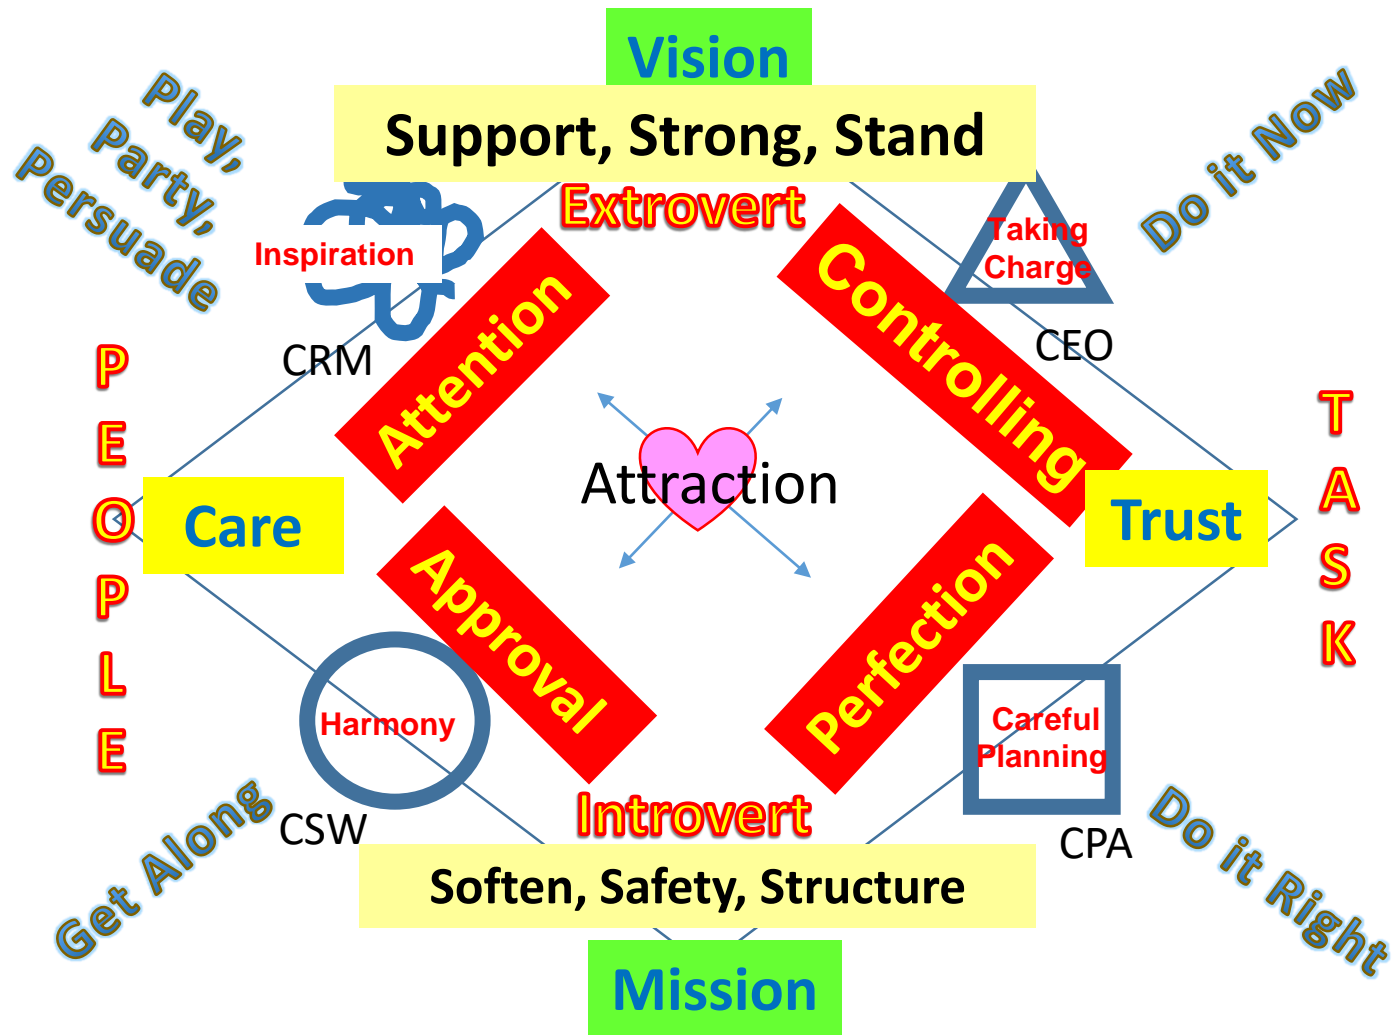 Vision
Support, Strong, Stand
Extrovert
Play,
Party,
Persuade
Do it Now
Inspiration
Taking
Charge
CRM
CEO
Attention
Controlling
PEOPLE
TASK
Attraction
Care
Trust
Approval
Perfection
Harmony
Careful
Planning
CSW
CPA
Introvert
Get Along
Do it Right
Soften, Safety, Structure
Mission